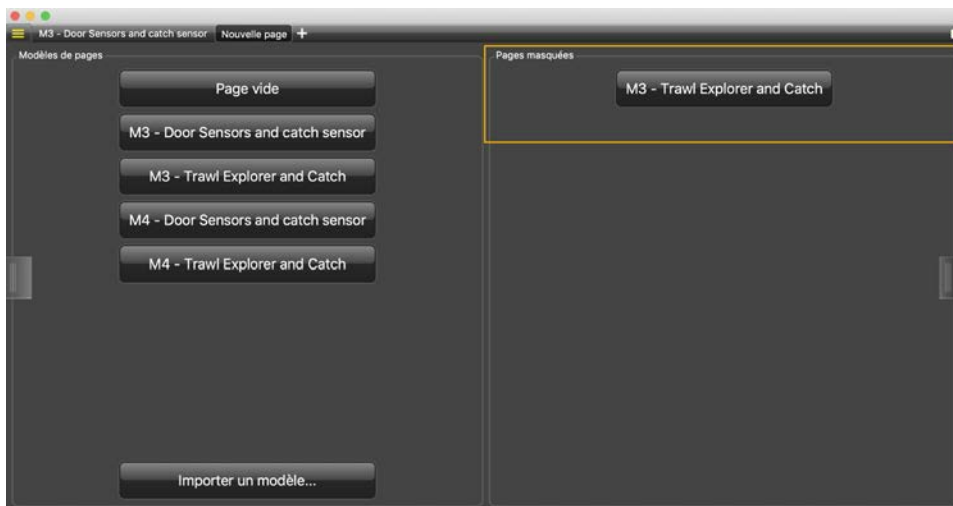 M3 - Door Sensors and catch sensor Nouvelle page +
Modèles de pages
Page vide
M3 - Door Sensors and catch sensor
M3 - Trawl Explorer and Catch
M4 - Door Sensors and catch sensor
M4 - Trawl Explorer and Catch
Importer un modèle...
Pages masquées
M3 - Trawl Explorer and Catch